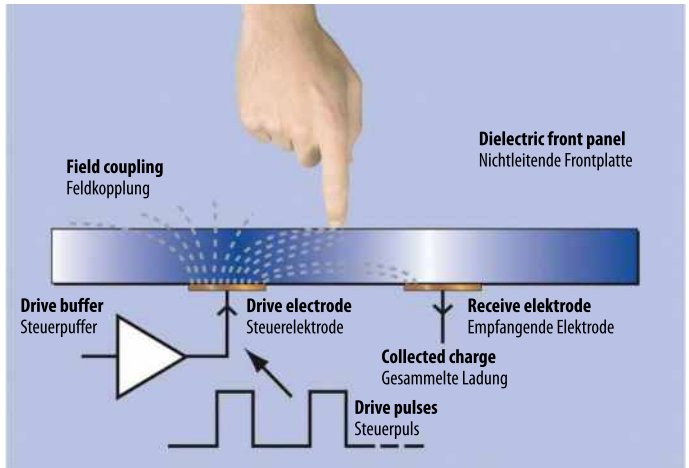 Dielectric front panel
Nichtleitende Frontplatte
Field coupling
Feldkopplung
Drive buffer
Steuerpuffer
Drive electrode
Steuerelektrode
Receive elektrode
Empfangende Elektrode
Collected charge
Gesammelte Ladung
Drive pulses
Steuerpuls